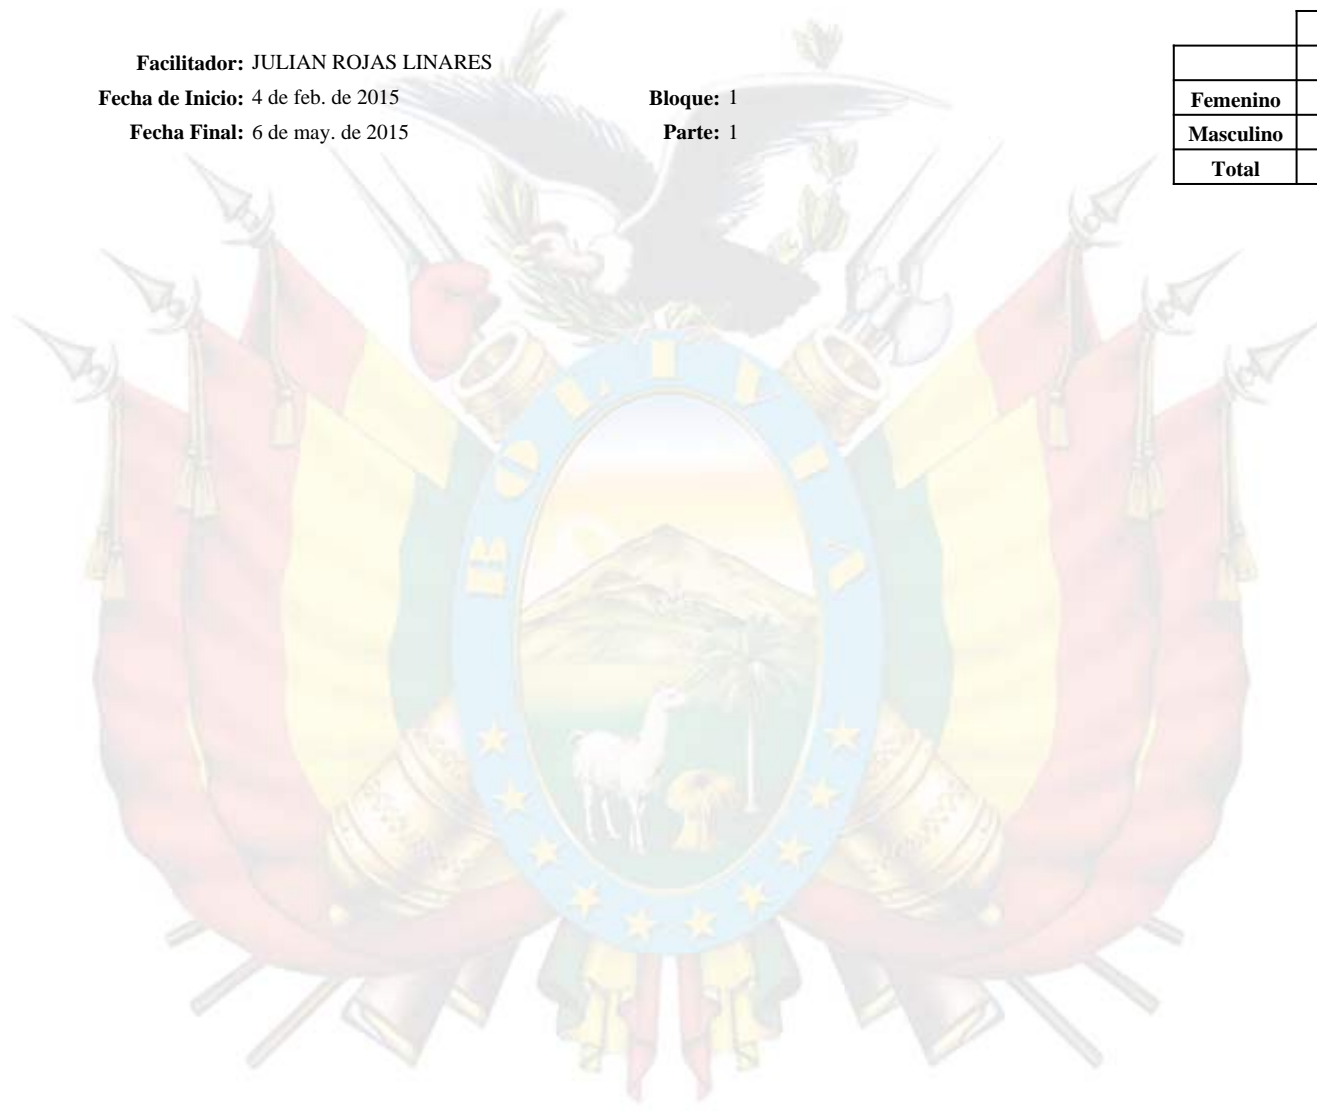 Facilitador: JULIAN ROJAS LINARES
Fecha de Inicio: 4 de feb. de 2015
Bloque: 1
Fecha Final: 6 de may. de 2015
Parte: 1
Femenino
Masculino
Total
BOLIVIA